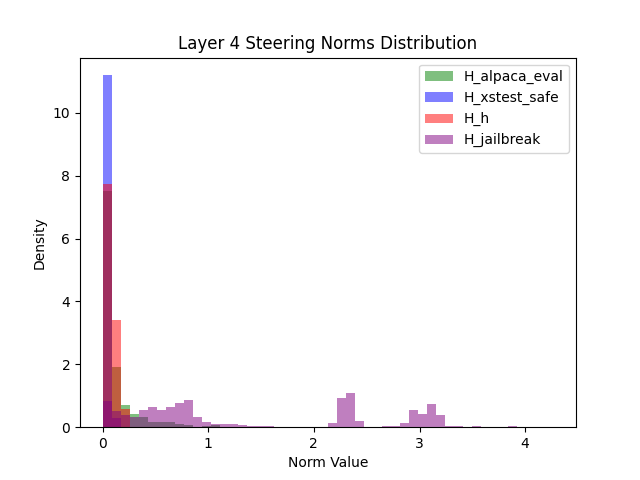 Layer 4 Steering Norms Distribution
H_alpaca_eval
H_xstest_safe
H_h
H_jailbreak
Density
10
8
6
4
2
0
0 1 2 3 4
Norm Value